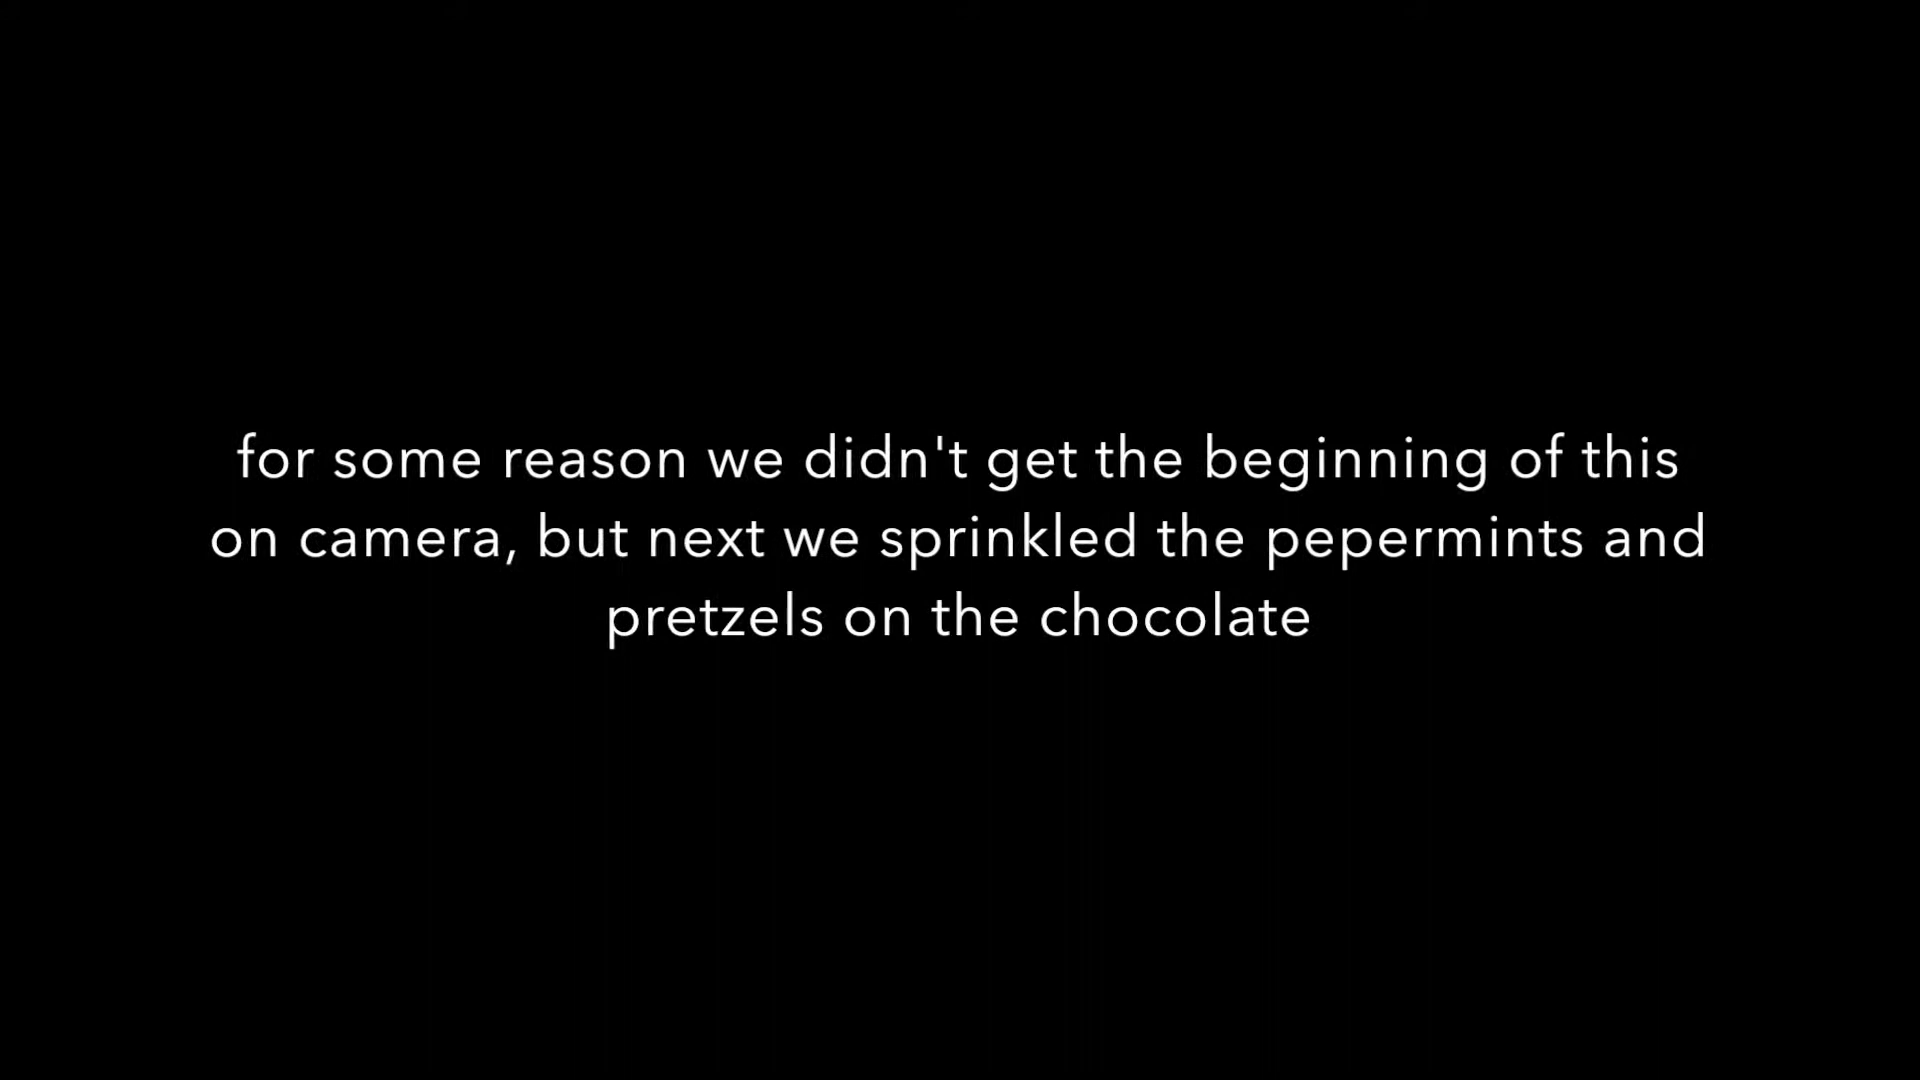 for some reason we didn't get the beginning of this
on camera, but next we sprinkled the pepermints and
pretzels on the chocolate